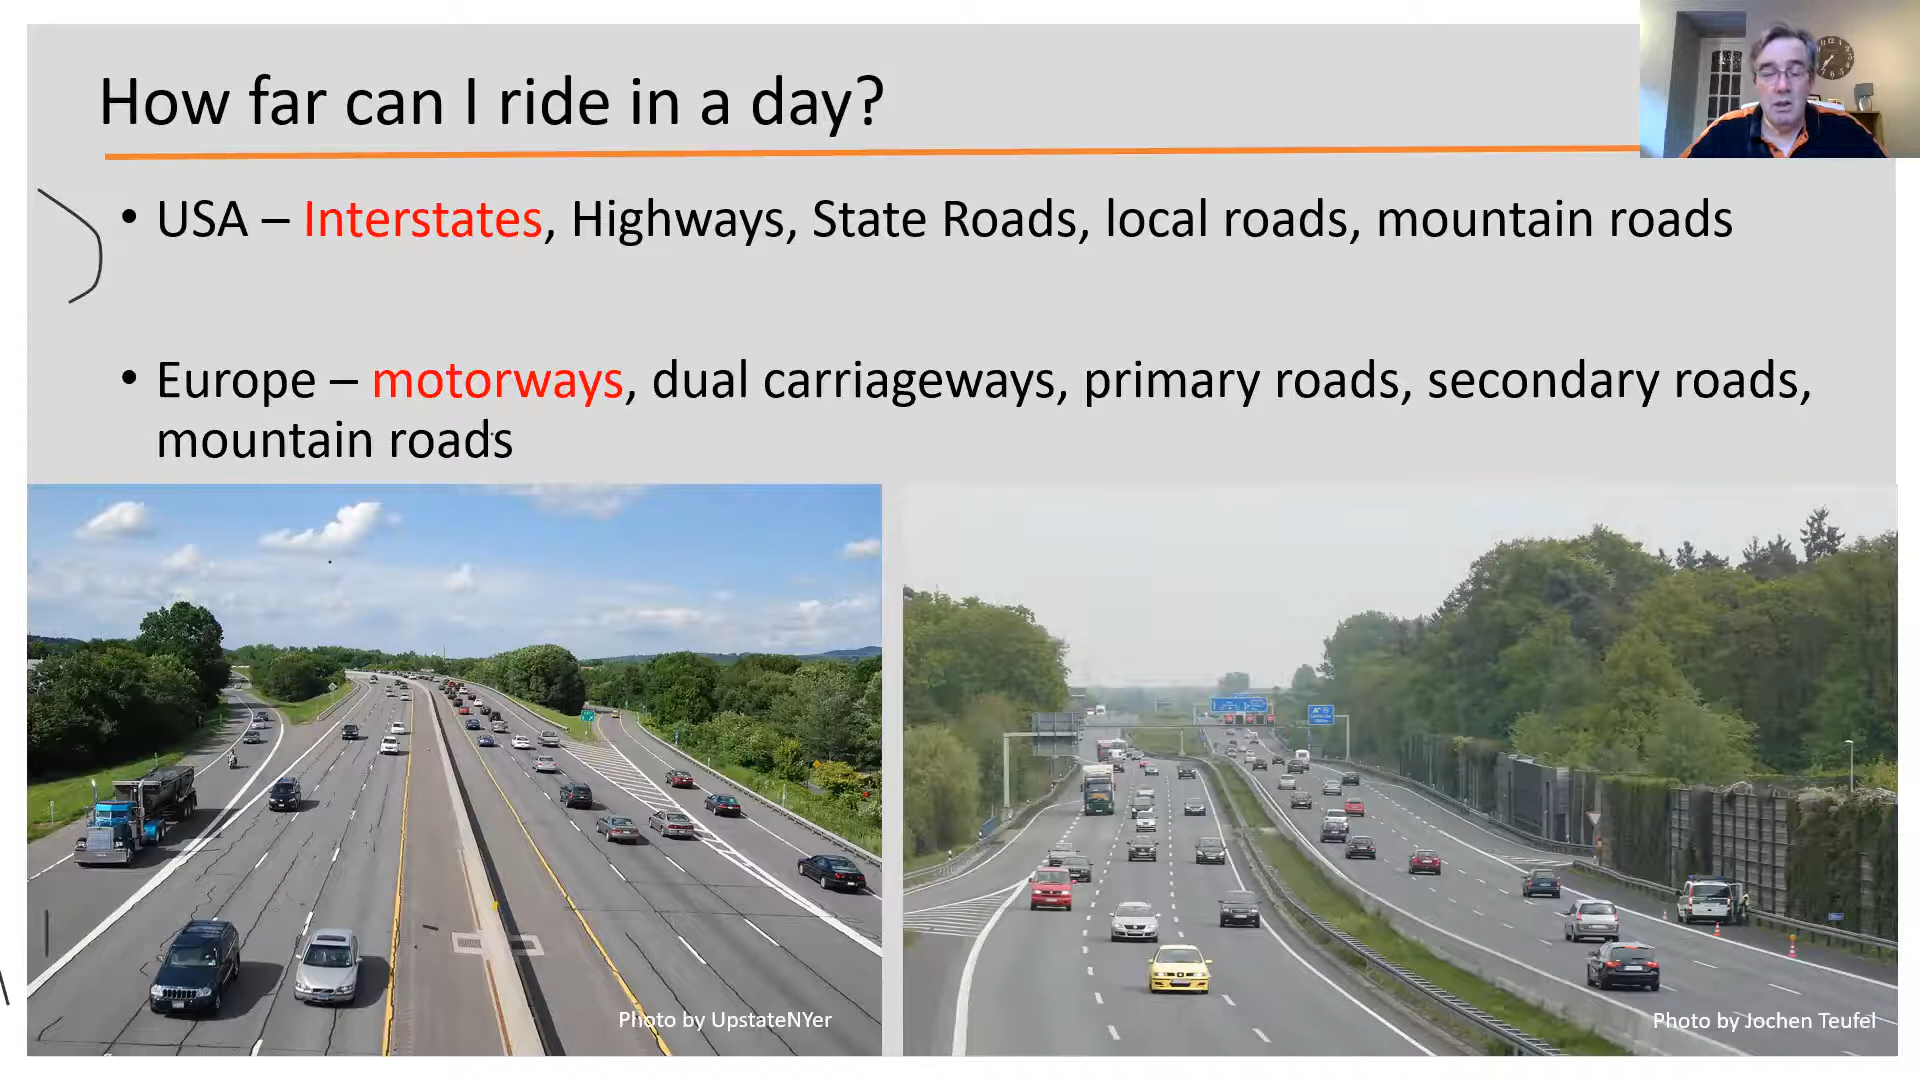 How far can I ride in a day?
• USA – Interstates, Highways, State Roads, local roads, mountain roads
• Europe – motorways, dual carriageways, primary roads, secondary roads,
mountain roads
Photo by UpstateNYer
Photo by Jochen Teufel